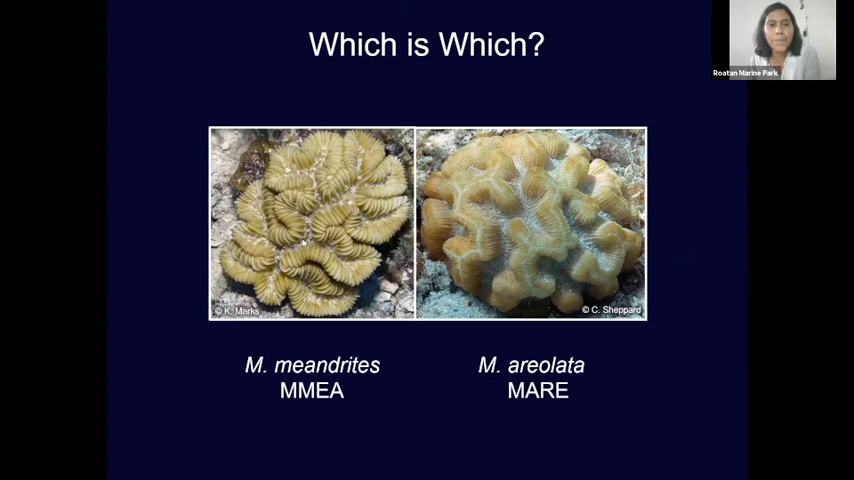 Which is Which?
Roatan Marine Park
© K. Marks
© C. Sheppard
M. meandrites
MMEA
M. areolata
MARE